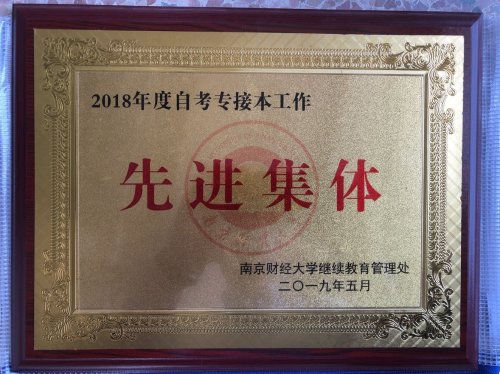 2018年度自考专接本工作
先进集体
南京财经大学继续教育管理处
二〇一九年五月